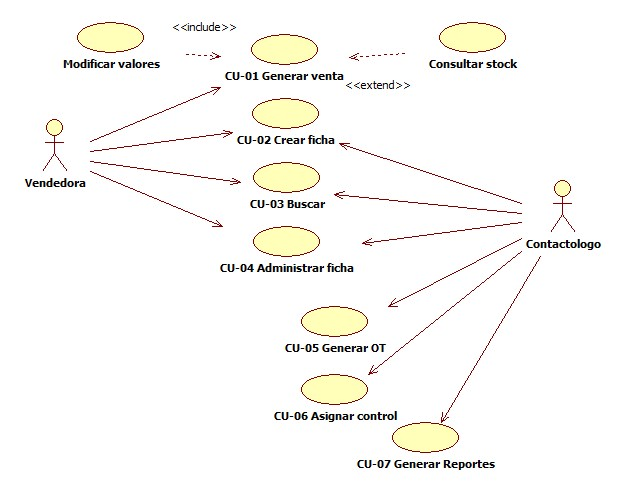 <<include>>
Modificar valores
CU-01 Generar venta
Consultar stock
<<extend>>
CU-02 Crear ficha
Vendedora
CU-03 Buscar
Contactologo
CU-04 Administrar ficha
CU-05 Generar OT
CU-06 Asignar control
CU-07 Generar Reportes